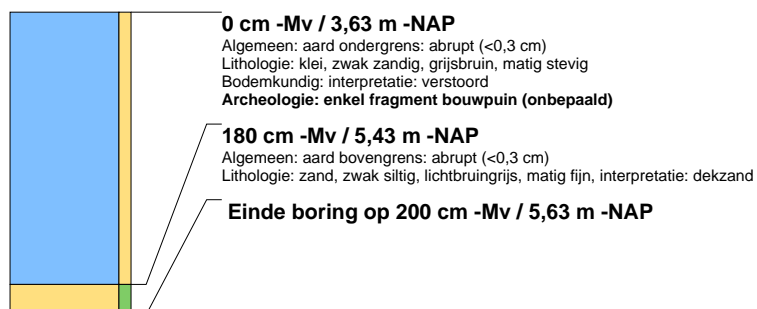 0 cm -Mv / 3,63 m -NAP
Algemeen: aard ondergrens: abrupt (<0,3 cm)
Lithologie: klei, zwak zandig, grijsbruin, matig stevig
Bodemkundig: interpretatie: verstoord
Archeologie: enkel fragment bouwpuin (onbepaald)
180 cm -Mv / 5,43 m -NAP
Algemeen: aard bovengrens: abrupt (<0,3 cm)
Lithologie: zand, zwak siltig, lichtbruingrijs, matig fijn, interpretatie: dekzand
Einde boring op 200 cm -Mv / 5,63 m -NAP